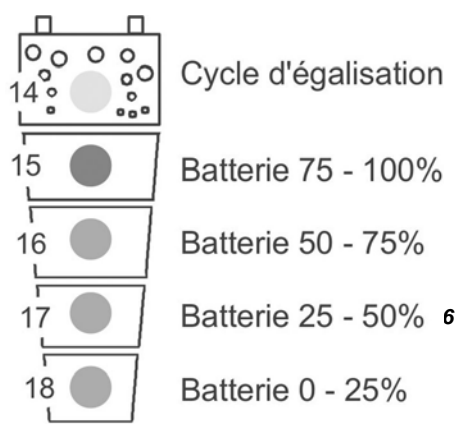 14 Cycle d'égalisation
15 Batterie 75 - 100%
16 Batterie 50 - 75%
17 Batterie 25 - 50% 6
18 Batterie 0 - 25%